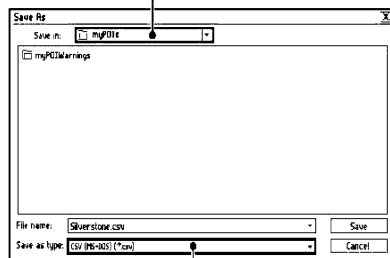 Save As X
Save in: myPOIs
myPOIWarnings
File name: Silverstone.csv Save
Save as type: CSV (MS-DOS) (*.csv) Cancel